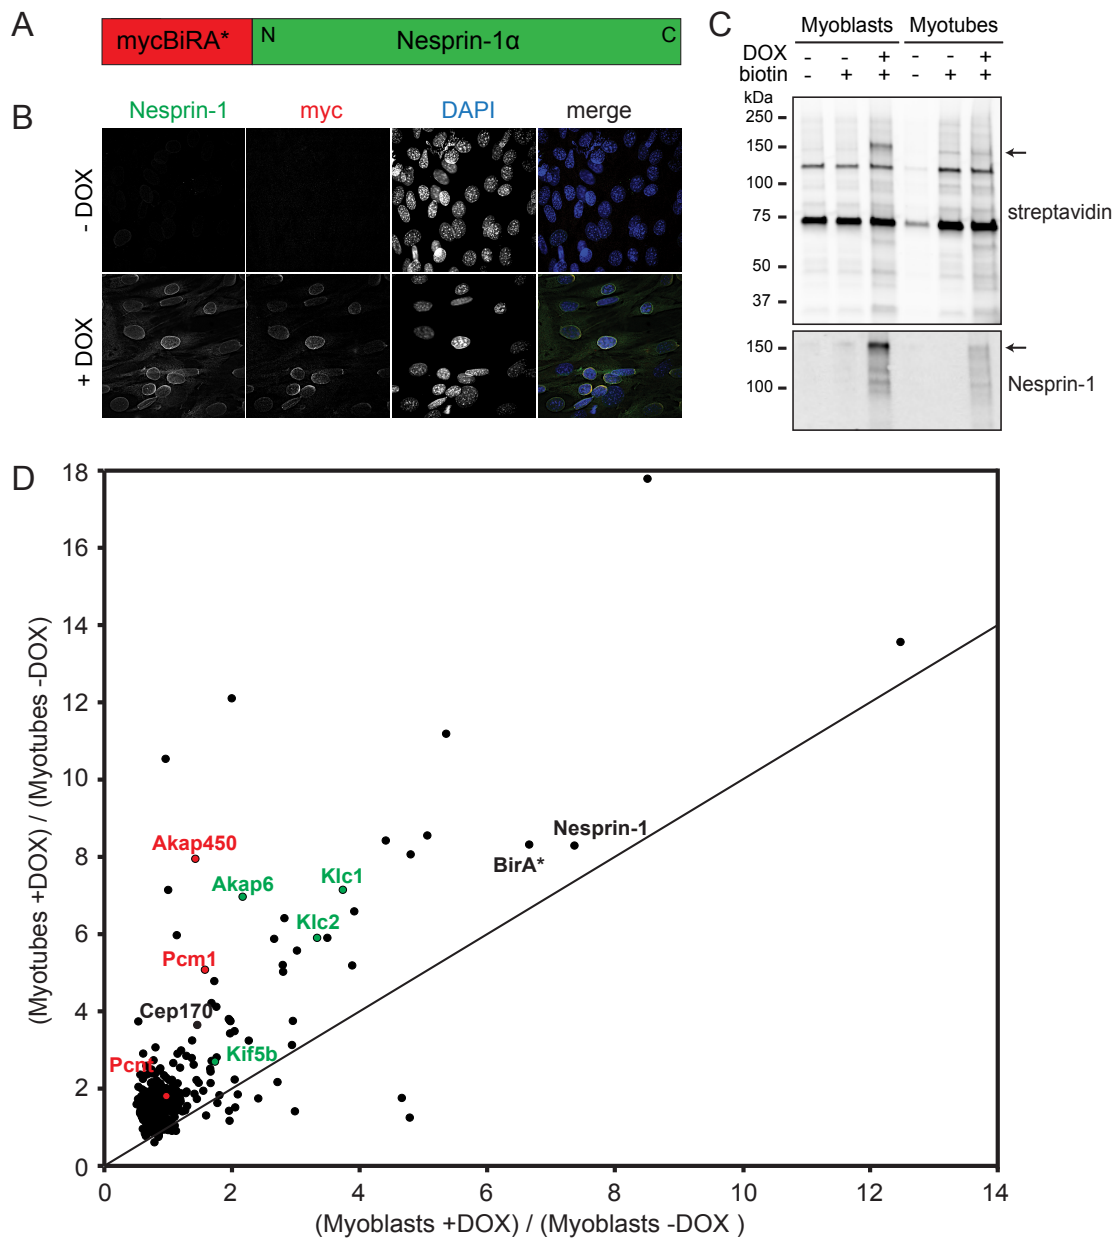 A
mycBiRA*
N
Nesprin-1α
C
B
Nesprin-1
myc
DAPI
merge
- DOX
+ DOX
C
Myoblasts
Myotubes
DOX - - + - - +
biotin - + + - + +
kDa
250
150
100
75
50
37
streptavidin
150
100
Nesprin-1
D
18
16
14
12
10
8
6
4
2
0
(Myotubes +DOX) / (Myotubes -DOX)
Akap450
Akap6
Klc1
Klc2
Nesprin-1
BirA*
Pcm1
Cep170
Kif5b
Pcnt
0 2 4 6 8 10 12 14
(Myoblasts +DOX) / (Myoblasts -DOX )